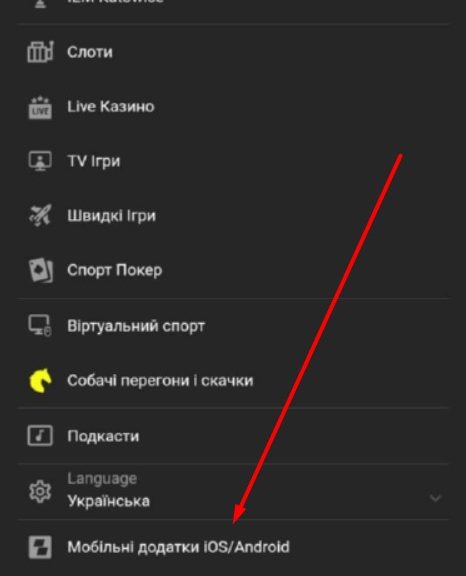 IEM Katowice
Слоти
Live Казино
LIVE
TV Ігри
Швидкі Ігри
Спорт Покер
Віртуальний спорт
Собачі перегони і скачки
Подкасти
Language
Українська
Мобільні додатки iOS/Android